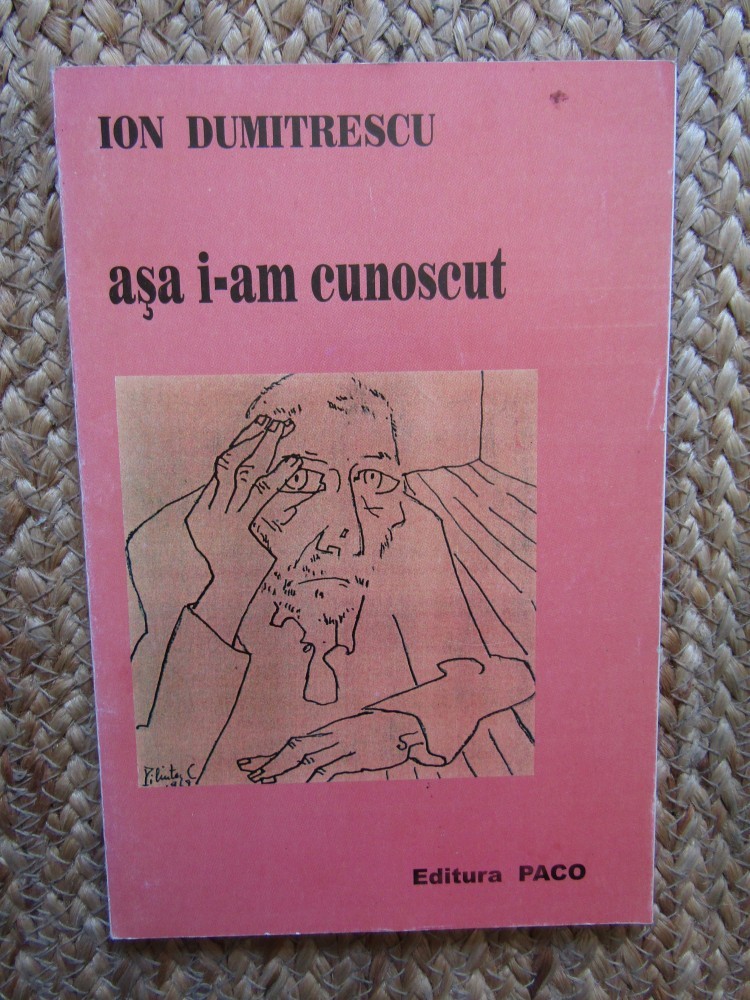 ION DUMITRESCU
aşa i-am cunoscut
Editura PACO